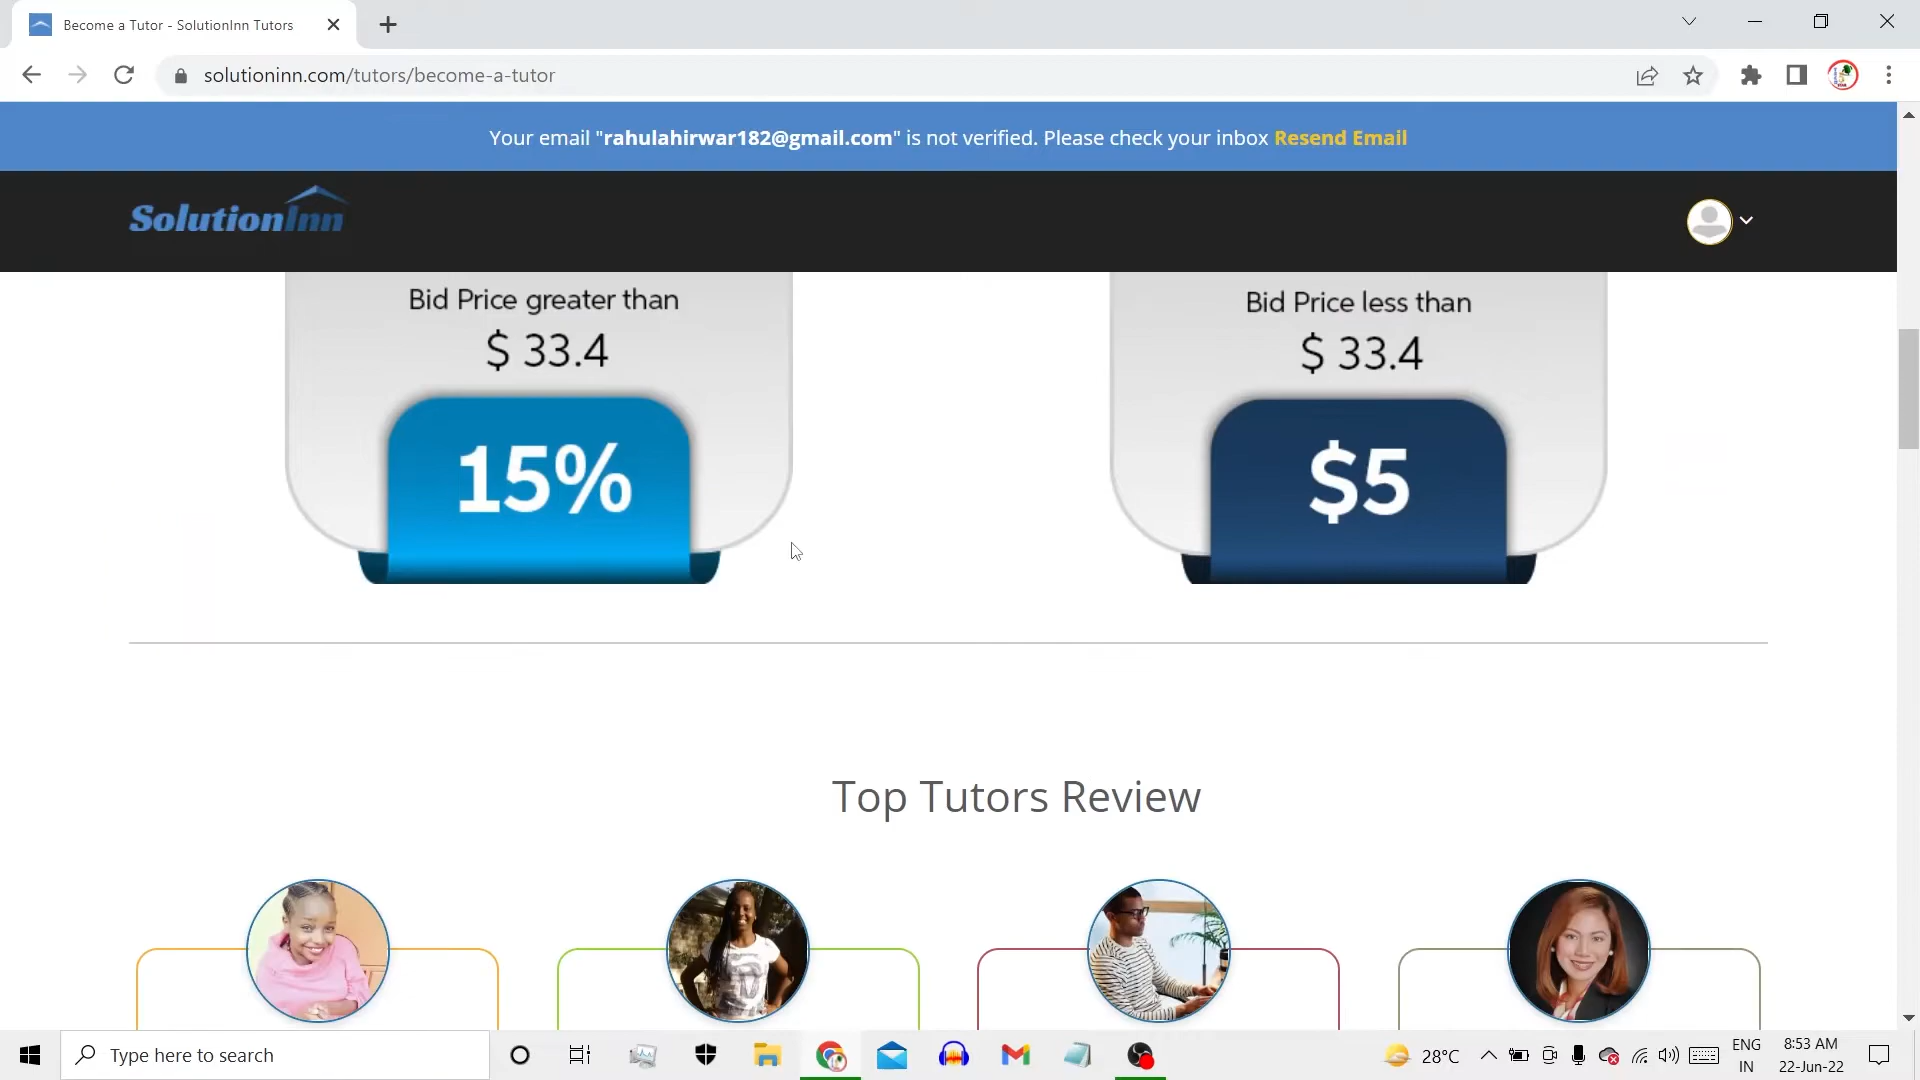 Become a Tutor - SolutionInn Tutors
solutioninn.com/tutors/become-a-tutor
Your email "rahulahirwar182@gmail.com" is not verified. Please check your inbox Resend Email
SolutionInn
Bid Price greater than
$ 33.4
15%
Bid Price less than
$ 33.4
$5
Top Tutors Review
Type here to search
28°C
ENG
IN
8:53 AM
22-Jun-22